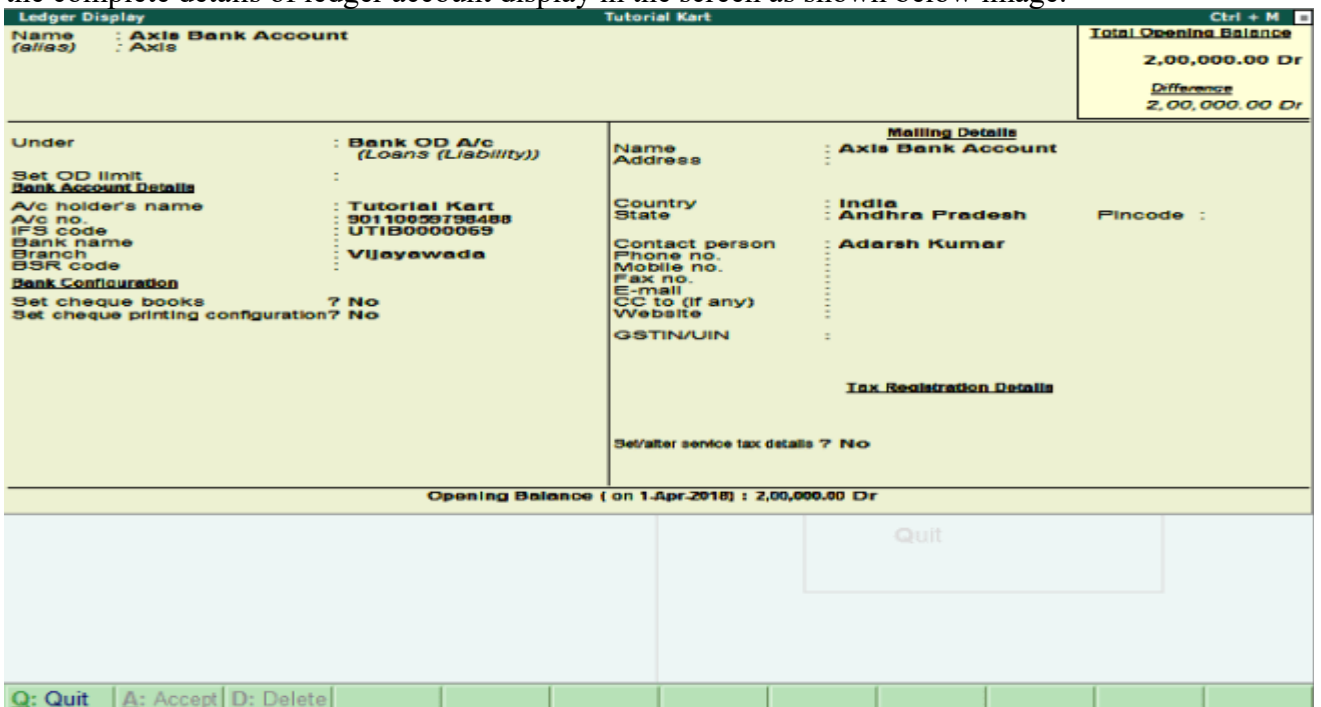 the complete details of ledger account display in the screen as shown below image.
Ledger Display Tutorial Kart Ctrl + M
Name : Axis Bank Account
(alias) : Axis
Total Opening Balance
2,00,000.00 Dr
Difference
2,00,000.00 Dr
Under : Bank OD A/c
(Loans (Liability))
Set OD limit :
Bank Account Details
A/c holder's name : Tutorial Kart
A/c no. : 90110059798488
IFS code : UTIB0000069
Bank name :
Branch : Vijayawada
BSR code :
Bank Configuration
Set cheque books ? No
Set cheque printing configuration? No
Mailing Details
Name : Axis Bank Account
Address :
Country : India
State : Andhra Pradesh Pincode :
Contact person : Adarsh Kumar
Phone no. :
Mobile no. :
Fax no. :
E-mail :
CC to (if any) :
Website :
GSTIN/UIN :
Tax Registration Details
Set/alter service tax details ? No
Opening Balance ( on 1-Apr-2018) : 2,00,000.00 Dr
Quit
Q: Quit A: Accept D: Delete